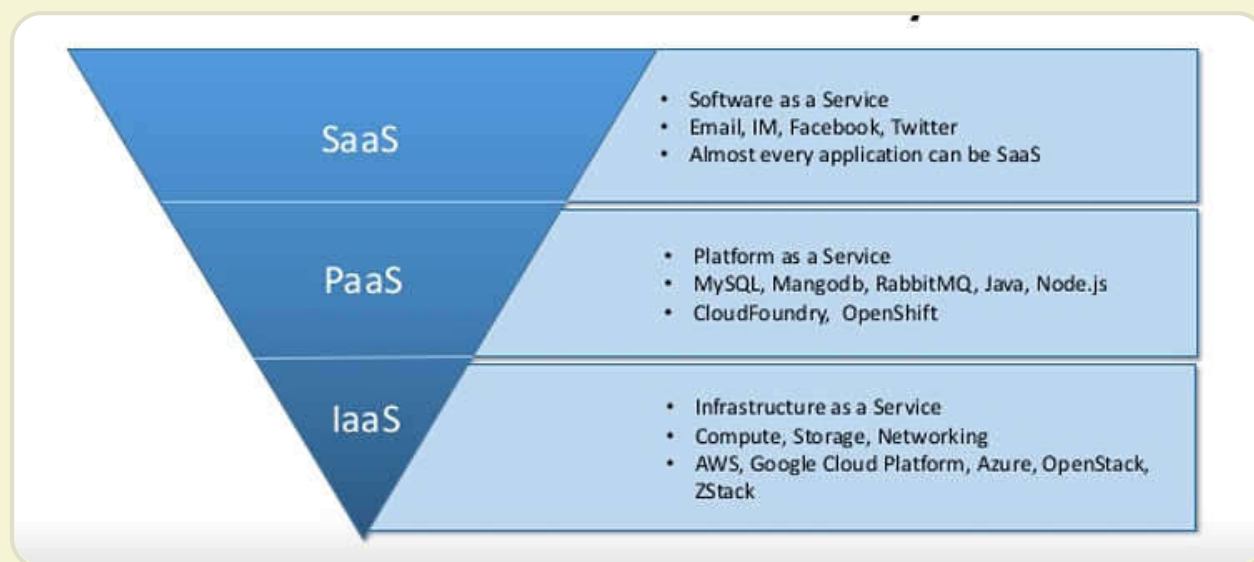 SaaS
• Software as a Service
• Email, IM, Facebook, Twitter
• Almost every application can be SaaS
PaaS
• Platform as a Service
• MySQL, Mangodb, RabbitMQ, Java, Node.js
• CloudFoundry, OpenShift
IaaS
• Infrastructure as a Service
• Compute, Storage, Networking
• AWS, Google Cloud Platform, Azure, OpenStack,
ZStack